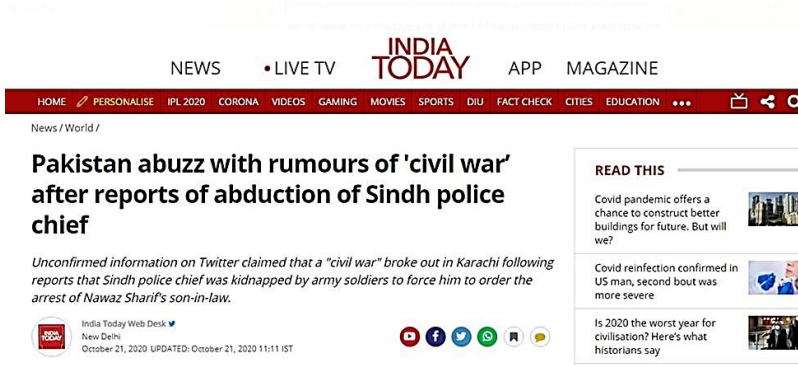 NEWS
• LIVE TV
INDIA
TODAY
APP
MAGAZINE
HOME PERSONALISE IPL 2020 CORONA VIDEOS GAMING MOVIES SPORTS DIU FACT CHECK CITIES EDUCATION •••
News / World /
Pakistan abuzz with rumours of 'civil war’
after reports of abduction of Sindh police
chief
Unconfirmed information on Twitter claimed that a "civil war" broke out in Karachi following
reports that Sindh police chief was kidnapped by army soldiers to force him to order the
arrest of Nawaz Sharif's son-in-law.
INDIA
TODAY
India Today Web Desk
New Delhi
October 21, 2020 UPDATED: October 21, 2020 11:11 IST
READ THIS
Covid pandemic offers a
chance to construct better
buildings for future. But will
we?
Covid reinfection confirmed in
US man, second bout was
more severe
Is 2020 the worst year for
civilisation? Here's what
historians say